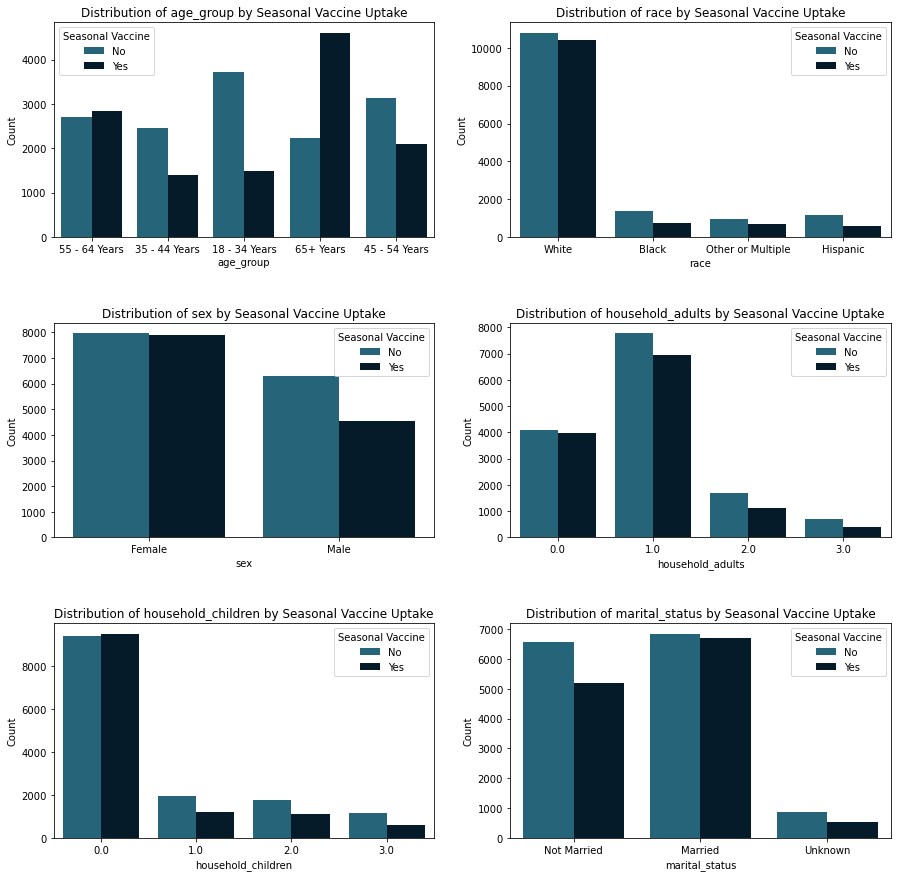 Distribution of age_group by Seasonal Vaccine Uptake
Seasonal Vaccine
No
Yes
Count
4000
3000
2000
1000
0
55 - 64 Years 35 - 44 Years 18 - 34 Years 65+ Years 45 - 54 Years
age_group
Distribution of race by Seasonal Vaccine Uptake
Seasonal Vaccine
No
Yes
Count
10000
8000
6000
4000
2000
0
White Black Other or Multiple Hispanic
race
Distribution of sex by Seasonal Vaccine Uptake
Seasonal Vaccine
No
Yes
Count
8000
7000
6000
5000
4000
3000
2000
1000
0
Female Male
sex
Distribution of household_adults by Seasonal Vaccine Uptake
Seasonal Vaccine
No
Yes
Count
8000
7000
6000
5000
4000
3000
2000
1000
0
0.0 1.0 2.0 3.0
household_adults
Distribution of household_children by Seasonal Vaccine Uptake
Seasonal Vaccine
No
Yes
Count
8000
6000
4000
2000
0
0.0 1.0 2.0 3.0
household_children
Distribution of marital_status by Seasonal Vaccine Uptake
Seasonal Vaccine
No
Yes
Count
7000
6000
5000
4000
3000
2000
1000
0
Not Married Married Unknown
marital_status